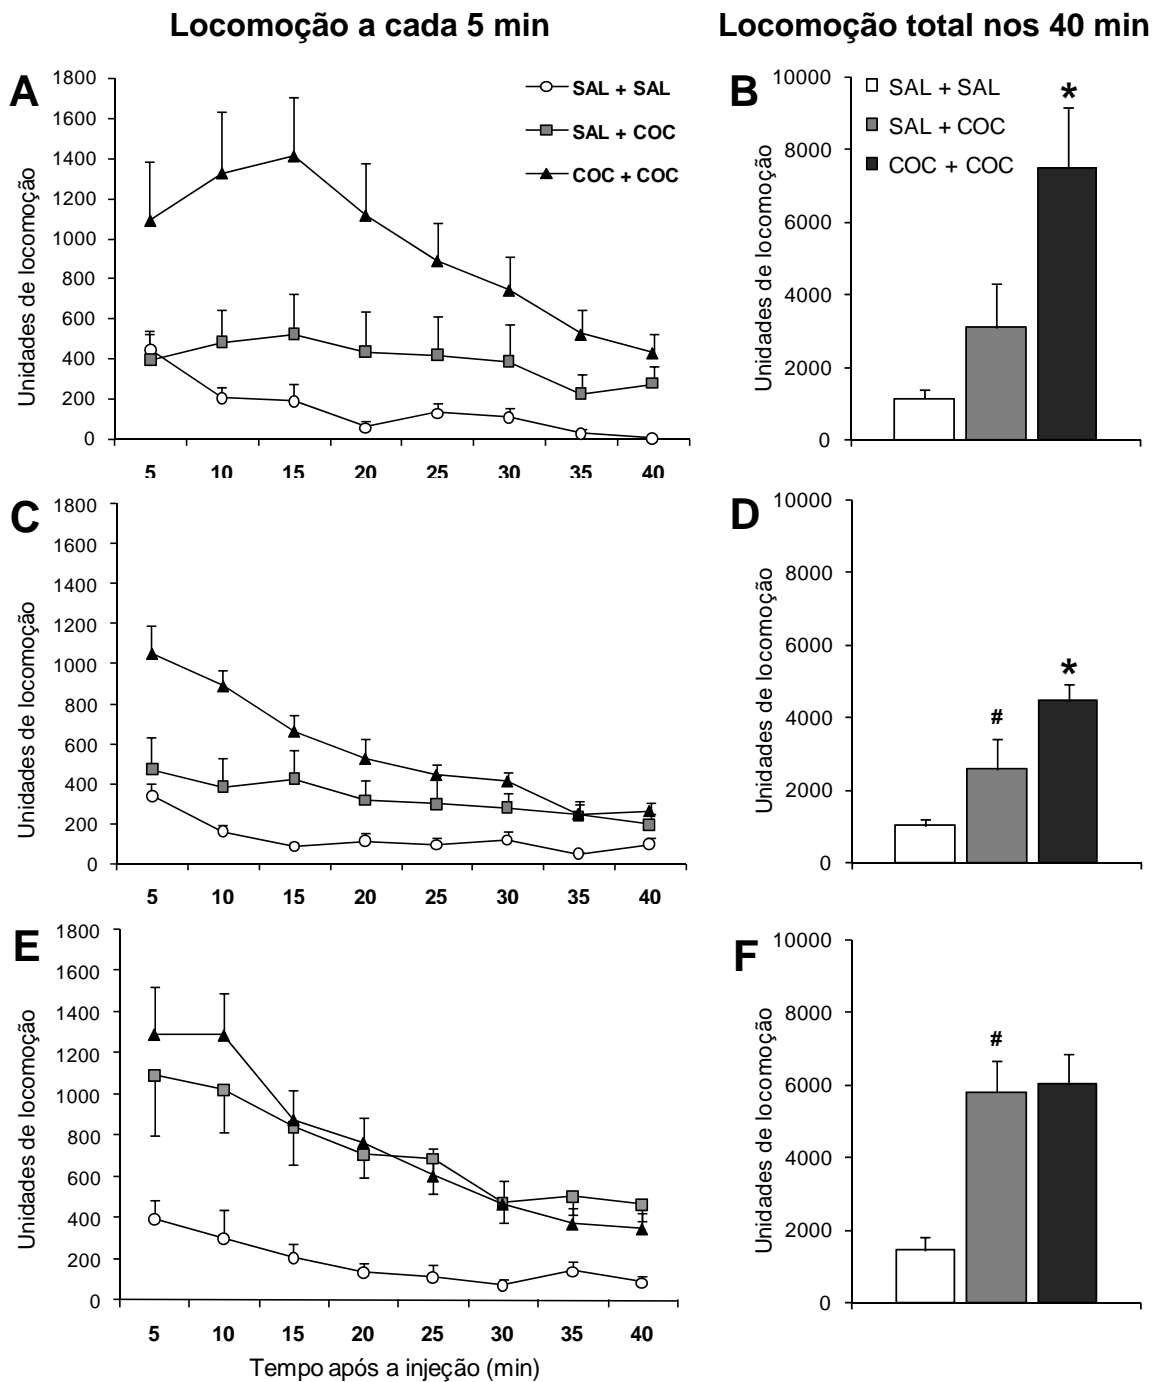 Locomoção a cada 5 min
Locomoção total nos 40 min
A
Unidades de locomoção
1800
1600
1400
1200
1000
800
600
400
200
0
5 10 15 20 25 30 35 40
SAL + SAL
SAL + COC
COC + COC
B
Unidades de locomoção
10000
8000
6000
4000
2000
0
SAL + SAL
SAL + COC
COC + COC
*
C
Unidades de locomoção
1800
1600
1400
1200
1000
800
600
400
200
0
5 10 15 20 25 30 35 40
D
Unidades de locomoção
10000
8000
6000
4000
2000
0
#
*
E
Unidades de locomoção
1800
1600
1400
1200
1000
800
600
400
200
0
5 10 15 20 25 30 35 40
Tempo após a injeção (min)
F
Unidades de locomoção
10000
8000
6000
4000
2000
0
#